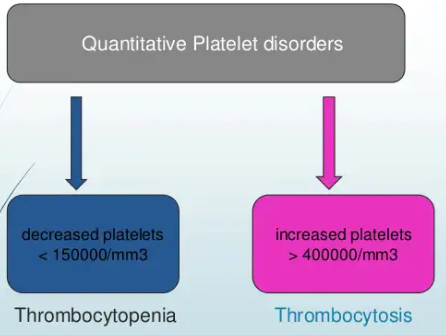 Quantitative Platelet disorders
decreased platelets
< 150000/mm3
increased platelets
> 400000/mm3
Thrombocytopenia
Thrombocytosis